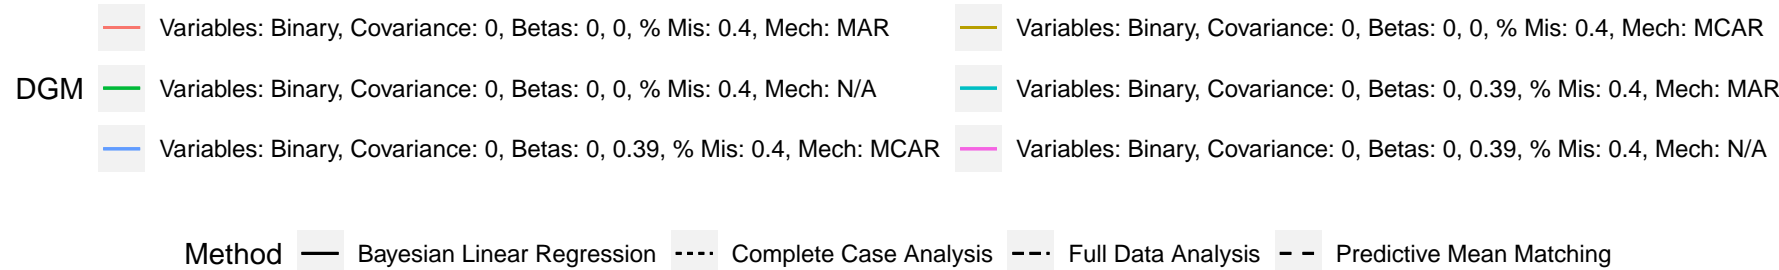 Variables: Binary, Covariance: 0, Betas: 0, 0, % Mis: 0.4, Mech: MAR Variables: Binary, Covariance: 0, Betas: 0, 0, % Mis: 0.4, Mech: MCAR
DGM Variables: Binary, Covariance: 0, Betas: 0, 0, % Mis: 0.4, Mech: N/A Variables: Binary, Covariance: 0, Betas: 0, 0.39, % Mis: 0.4, Mech: MAR
Variables: Binary, Covariance: 0, Betas: 0, 0.39, % Mis: 0.4, Mech: MCAR Variables: Binary, Covariance: 0, Betas: 0, 0.39, % Mis: 0.4, Mech: N/A
Method Bayesian Linear Regression Complete Case Analysis Full Data Analysis Predictive Mean Matching